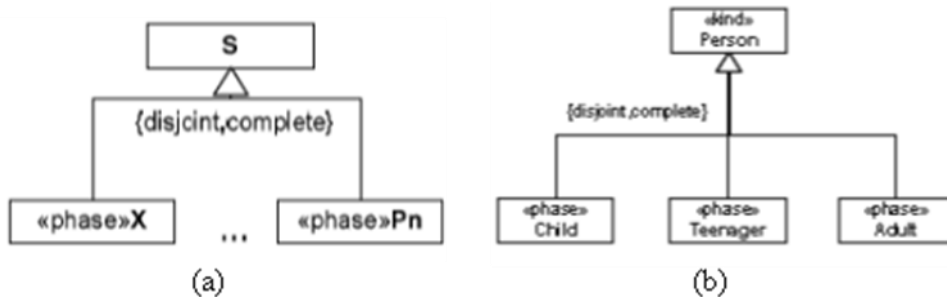 S
{disjcint,complete}
«phase»X
...
«phase»Pn
(a)
«kind»
Person
{disjoint,complete}
«phase»
Child
«phase»
Teenager
«phase»
Adult
(b)